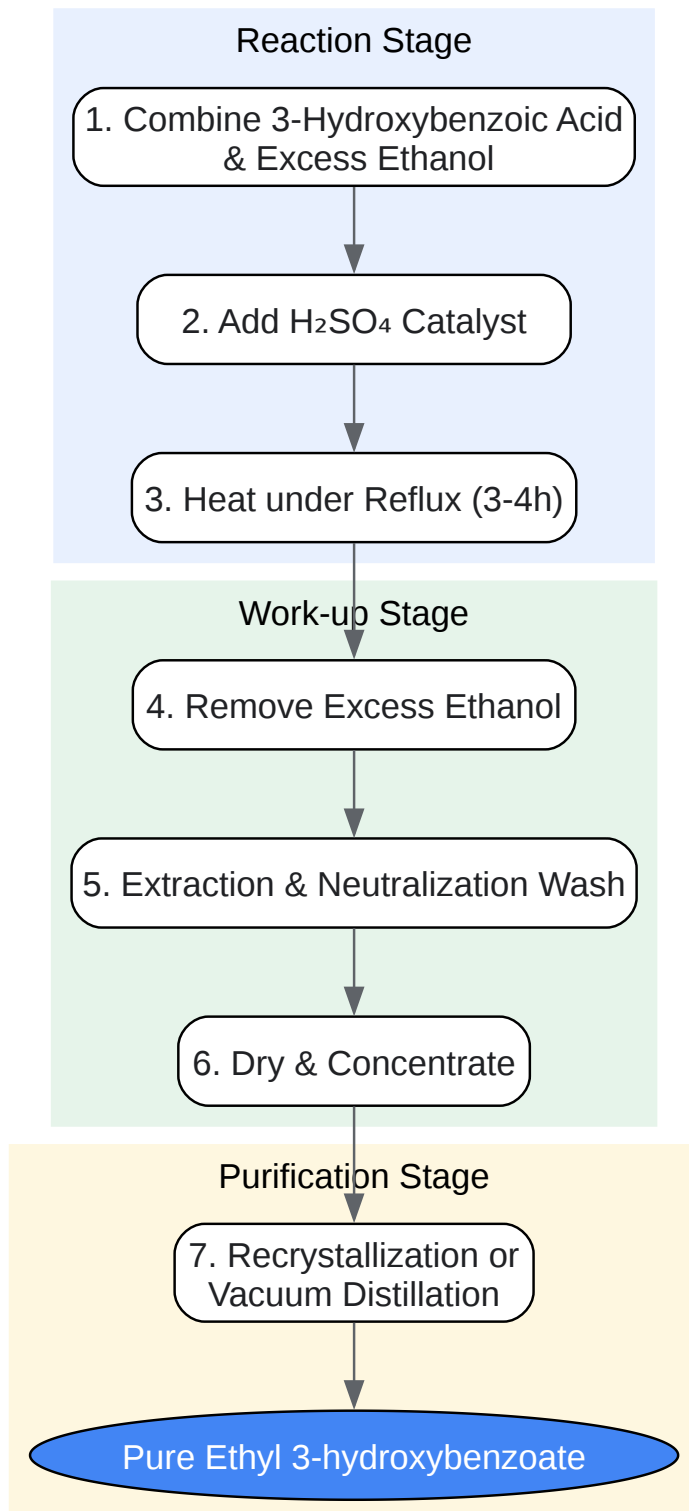 Reaction Stage
1. Combine 3-Hydroxybenzoic Acid
& Excess Ethanol
2. Add H₂SO₄ Catalyst
3. Heat under Reflux (3-4h)
Work-up Stage
4. Remove Excess Ethanol
5. Extraction & Neutralization Wash
6. Dry & Concentrate
Purification Stage
7. Recrystallization or
Vacuum Distillation
Pure Ethyl 3-hydroxybenzoate